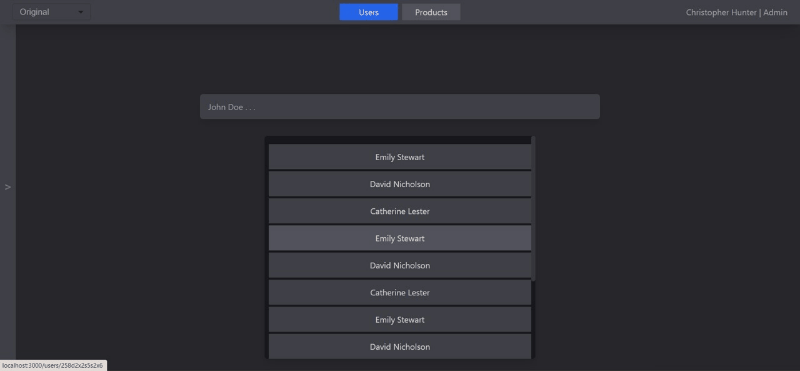 Original
Users
Products
Christopher Hunter | Admin
John Doe . . .
>
Emily Stewart
David Nicholson
Catherine Lester
Emily Stewart
David Nicholson
Catherine Lester
Emily Stewart
David Nicholson
localhost:3000/users/258d2x2s5s2x6